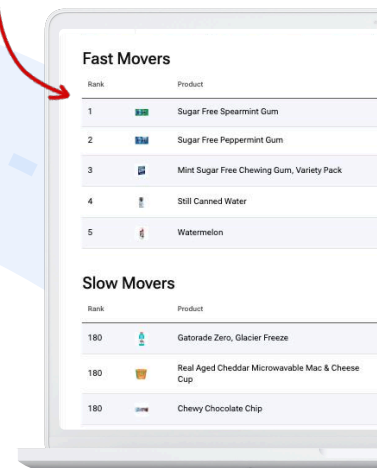 Fast Movers
Rank Product
1 Sugar Free Spearmint Gum
2 Sugar Free Peppermint Gum
3 Mint Sugar Free Chewing Gum, Variety Pack
4 Still Canned Water
5 Watermelon
Slow Movers
Rank Product
180 Gatorade Zero, Glacier Freeze
180 Real Aged Cheddar Microwavable Mac & Cheese
Cup
180 Chewy Chocolate Chip